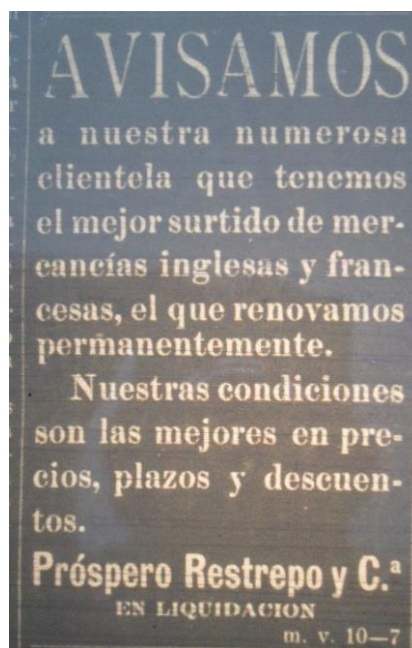 AVISAMOS
a nuestra numerosa
clientela que tenemos
el mejor surtido de mer-
cancías inglesas y fran-
cesas, el que renovamos
permanentemente.
Nuestras condiciones
son las mejores en pre-
cios, plazos y descuen-
tos.
Próspero Restrepo y C.ª
EN LIQUIDACION
m. v. 10—7